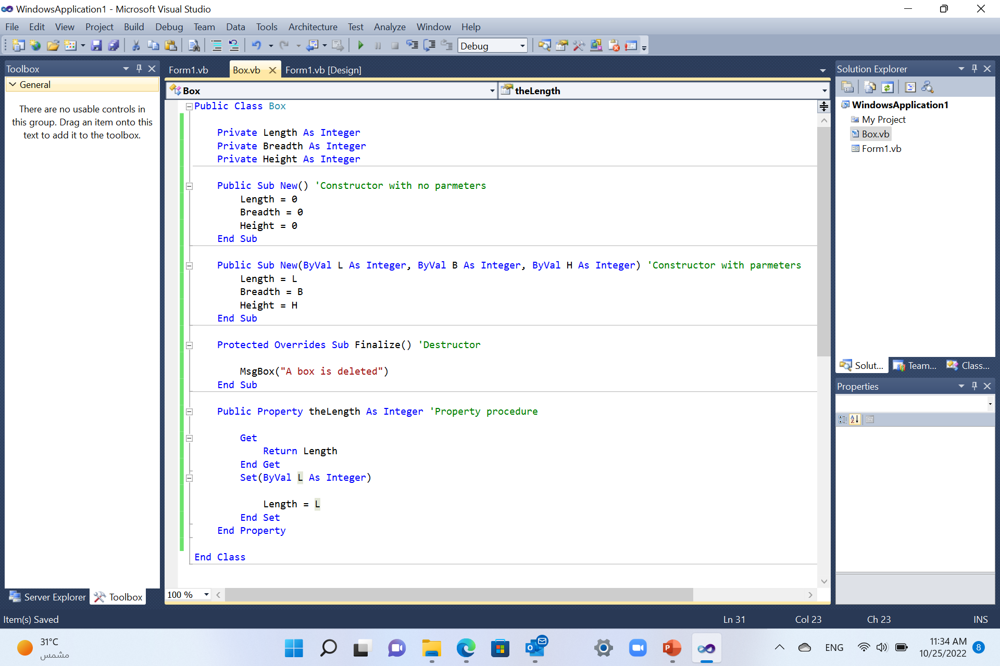 WindowsApplication1 - Microsoft Visual Studio
File Edit View Project Build Debug Team Data Tools Architecture Test Analyze Window Help
Debug
Toolbox
General
There are no usable controls in
this group. Drag an item onto this
text to add it to the toolbox.
Server Explorer Toolbox
Form1.vb Box.vb Form1.vb [Design]
Box theLength
Public Class Box
Private Length As Integer
Private Breadth As Integer
Private Height As Integer
Public Sub New() 'Constructor with no parmeters
Length = 0
Breadth = 0
Height = 0
End Sub
Public Sub New(ByVal L As Integer, ByVal B As Integer, ByVal H As Integer) 'Constructor with parmeters
Length = L
Breadth = B
Height = H
End Sub
Protected Overrides Sub Finalize() 'Destructor
MsgBox("A box is deleted")
End Sub
Public Property theLength As Integer 'Property procedure
Get
Return Length
End Get
Set(ByVal L As Integer)
Length = L
End Set
End Property
End Class
100 %
Solution Explorer
WindowsApplication1
My Project
Box.vb
Form1.vb
Solut... Team... Class...
Properties
Item(s) Saved Ln 31 Col 23 Ch 23 INS
31°C
مشمس
ENG
11:34 AM
10/25/2022
8